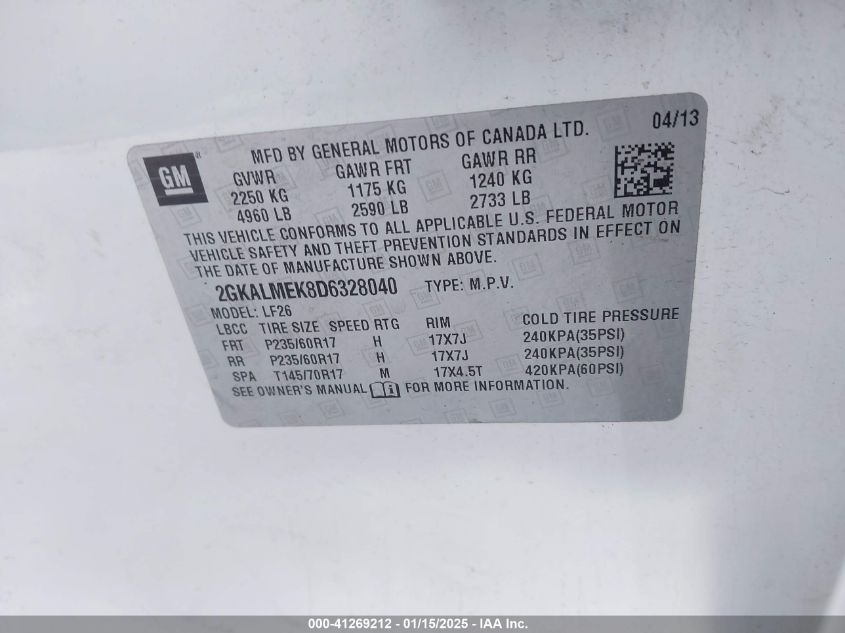 GM ®
MFD BY GENERAL MOTORS OF CANADA LTD. 04/13
GVWR GAWR FRT GAWR RR
2250 KG 1175 KG 1240 KG
4960 LB 2590 LB 2733 LB
THIS VEHICLE CONFORMS TO ALL APPLICABLE U.S. FEDERAL MOTOR
VEHICLE SAFETY AND THEFT PREVENTION STANDARDS IN EFFECT ON
THE DATE OF MANUFACTURE SHOWN ABOVE.
2GKALMEK8D6328040 TYPE: M.P.V.
MODEL: LF26
LBCC TIRE SIZE SPEED RTG RIM COLD TIRE PRESSURE
FRT P235/60R17 H 17X7J 240KPA(35PSI)
RR P235/60R17 H 17X7J 240KPA(35PSI)
SPA T145/70R17 M 17X4.5T 420KPA(60PSI)
SEE OWNER'S MANUAL FOR MORE INFORMATION.
000-41269212 - 01/15/2025 - IAA Inc.